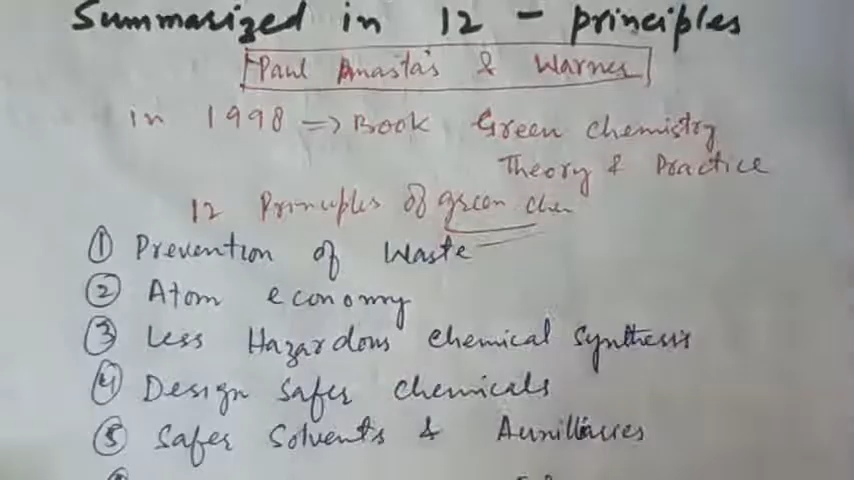 Summarized in 12 - principles
Paul Anastas & Warner
in 1998 => Book Green Chemistry
Theory & Practice
12 Principles of green Che
① Prevention of Waste
② Atom economy
③ Less Hazardous Chemical Synthesis
④ Design Safer Chemicals
⑤ Safer Solvents & Auxilliaries